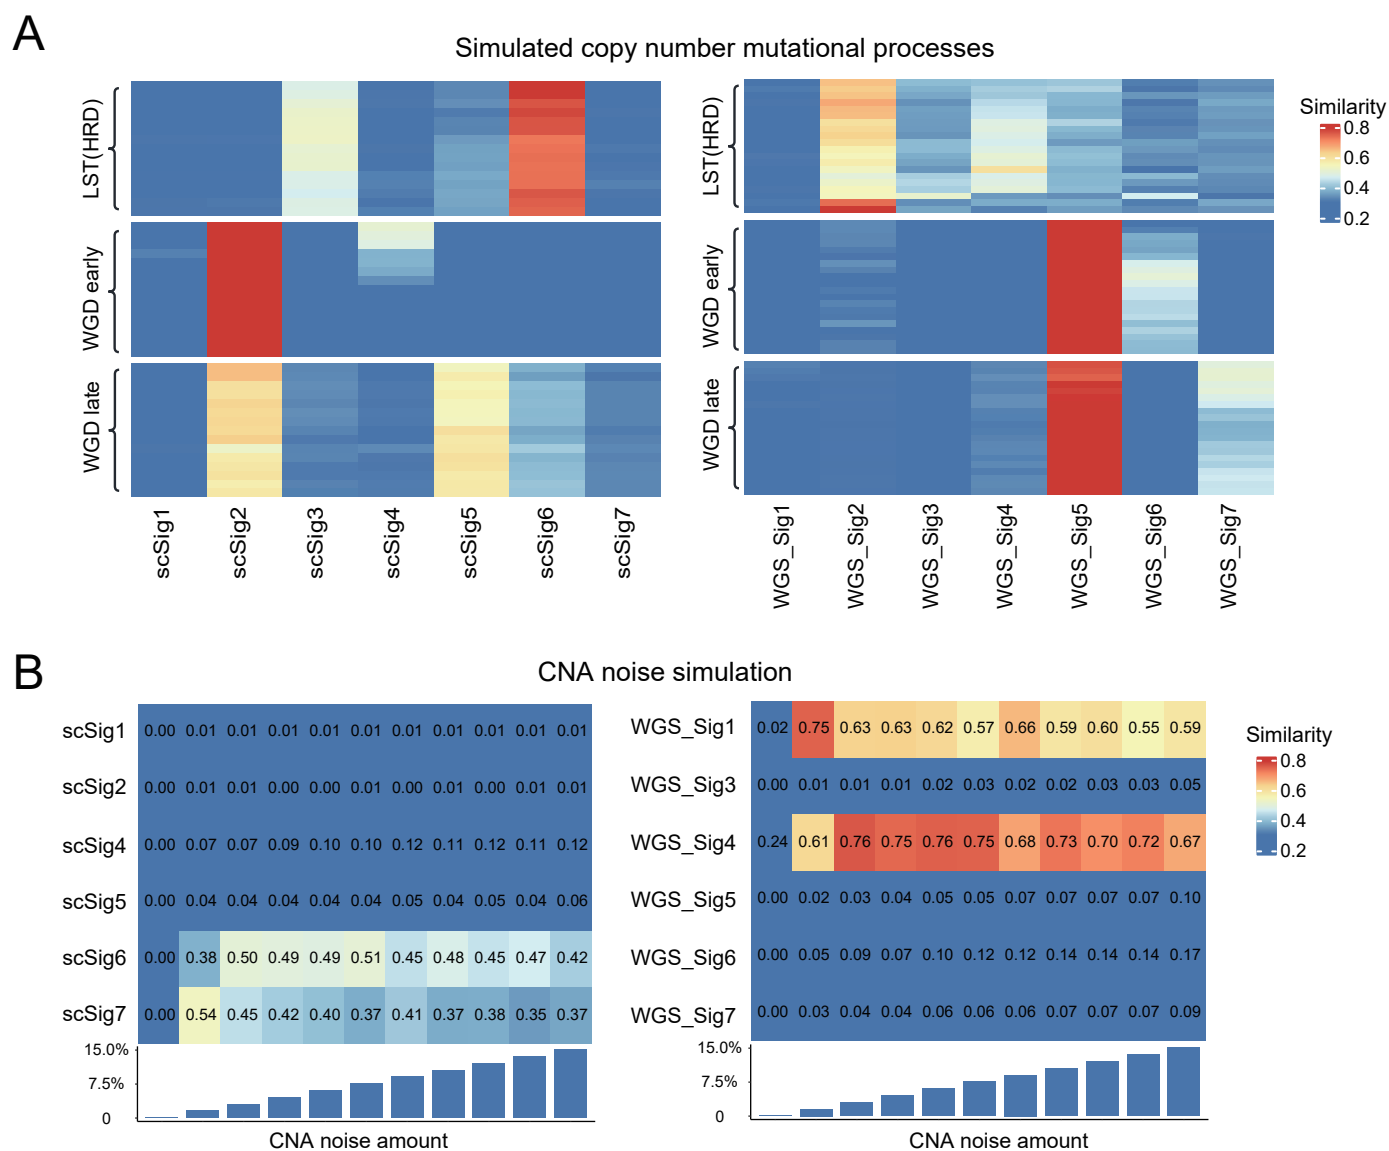 A
Simulated copy number mutational processes
LST(HRD)
WGD early
WGD late
scSig1 scSig2 scSig3 scSig4 scSig5 scSig6 scSig7
LST(HRD)
WGD early
WGD late
WGS_Sig1 WGS_Sig2 WGS_Sig3 WGS_Sig4 WGS_Sig5 WGS_Sig6 WGS_Sig7
Similarity
0.8
0.6
0.4
0.2
B
CNA noise simulation
scSig1 0.00 0.01 0.01 0.01 0.01 0.01 0.01 0.01 0.01 0.01 0.01
scSig2 0.00 0.01 0.01 0.00 0.00 0.01 0.00 0.01 0.00 0.01 0.01
scSig4 0.00 0.07 0.07 0.09 0.10 0.10 0.12 0.11 0.12 0.11 0.12
scSig5 0.00 0.04 0.04 0.04 0.04 0.04 0.05 0.04 0.05 0.04 0.06
scSig6 0.00 0.38 0.50 0.49 0.49 0.51 0.45 0.48 0.45 0.47 0.42
scSig7 0.00 0.54 0.45 0.42 0.40 0.37 0.41 0.37 0.38 0.35 0.37
15.0%
7.5%
0
CNA noise amount
WGS_Sig1 0.02 0.75 0.63 0.63 0.62 0.57 0.66 0.59 0.60 0.55 0.59
WGS_Sig3 0.00 0.01 0.01 0.01 0.02 0.03 0.02 0.02 0.03 0.03 0.05
WGS_Sig4 0.24 0.61 0.76 0.75 0.76 0.75 0.68 0.73 0.70 0.72 0.67
WGS_Sig5 0.00 0.02 0.03 0.04 0.05 0.05 0.07 0.07 0.07 0.07 0.10
WGS_Sig6 0.00 0.05 0.09 0.07 0.10 0.12 0.12 0.14 0.14 0.14 0.17
WGS_Sig7 0.00 0.03 0.04 0.04 0.06 0.06 0.06 0.07 0.07 0.07 0.09
15.0%
7.5%
0
CNA noise amount
Similarity
0.8
0.6
0.4
0.2